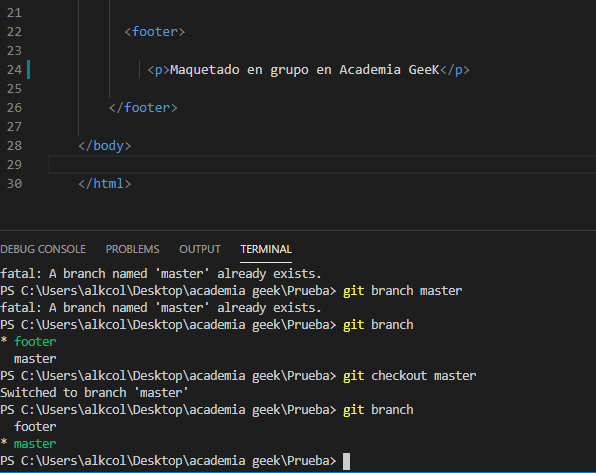 21
22 <footer>
23
24 <p>Maquetado en grupo en Academia GeeK</p>
25
26 </footer>
27
28 </body>
29
30 </html>
DEBUG CONSOLE PROBLEMS OUTPUT TERMINAL
fatal: A branch named 'master' already exists.
PS C:\Users\alkcol\Desktop\academia geek\Prueba> git branch master
fatal: A branch named 'master' already exists.
PS C:\Users\alkcol\Desktop\academia geek\Prueba> git branch
* footer
master
PS C:\Users\alkcol\Desktop\academia geek\Prueba> git checkout master
Switched to branch 'master'
PS C:\Users\alkcol\Desktop\academia geek\Prueba> git branch
footer
* master
PS C:\Users\alkcol\Desktop\academia geek\Prueba>